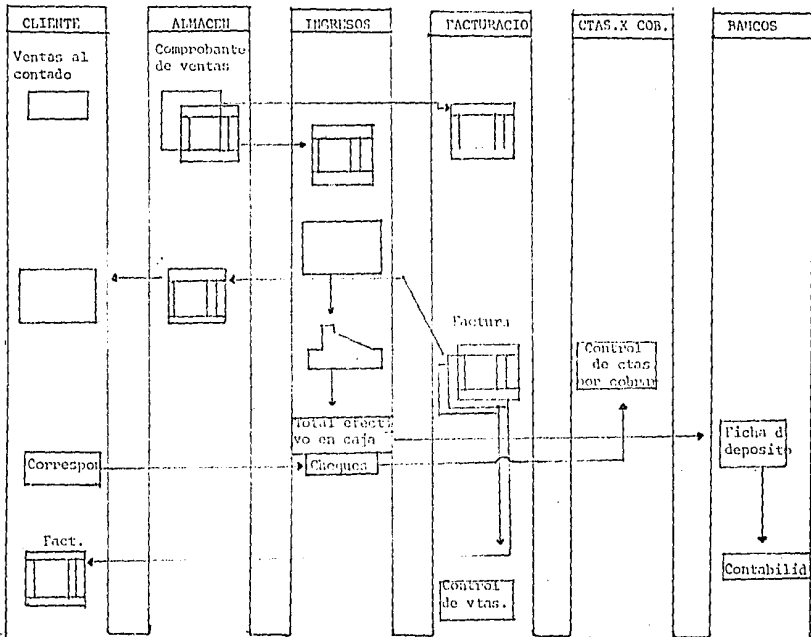 CLIENTE
ALMACEN
INGRESOS
FACTURACIO
CTAS.X COB.
BANCOS
Ventas al
contado
Comprobante
de ventas
Factura
Control
de ctas
por cobrar
Total efecti
vo en caja
Ficha d
deposito
Correspon
Cheques
Fact.
Control
de vtas.
Contabilid